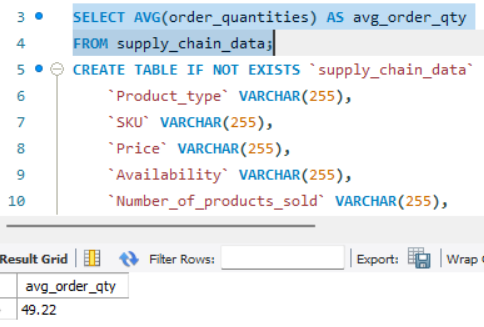 3 SELECT AVG(order_quantities) AS avg_order_qty
4 FROM supply_chain_data;
5 CREATE TABLE IF NOT EXISTS `supply_chain_data`
6 `Product_type` VARCHAR(255),
7 `SKU` VARCHAR(255),
8 `Price` VARCHAR(255),
9 `Availability` VARCHAR(255),
10 `Number_of_products_sold` VARCHAR(255),
Result Grid Filter Rows: Export: Wrap
avg_order_qty
49.22